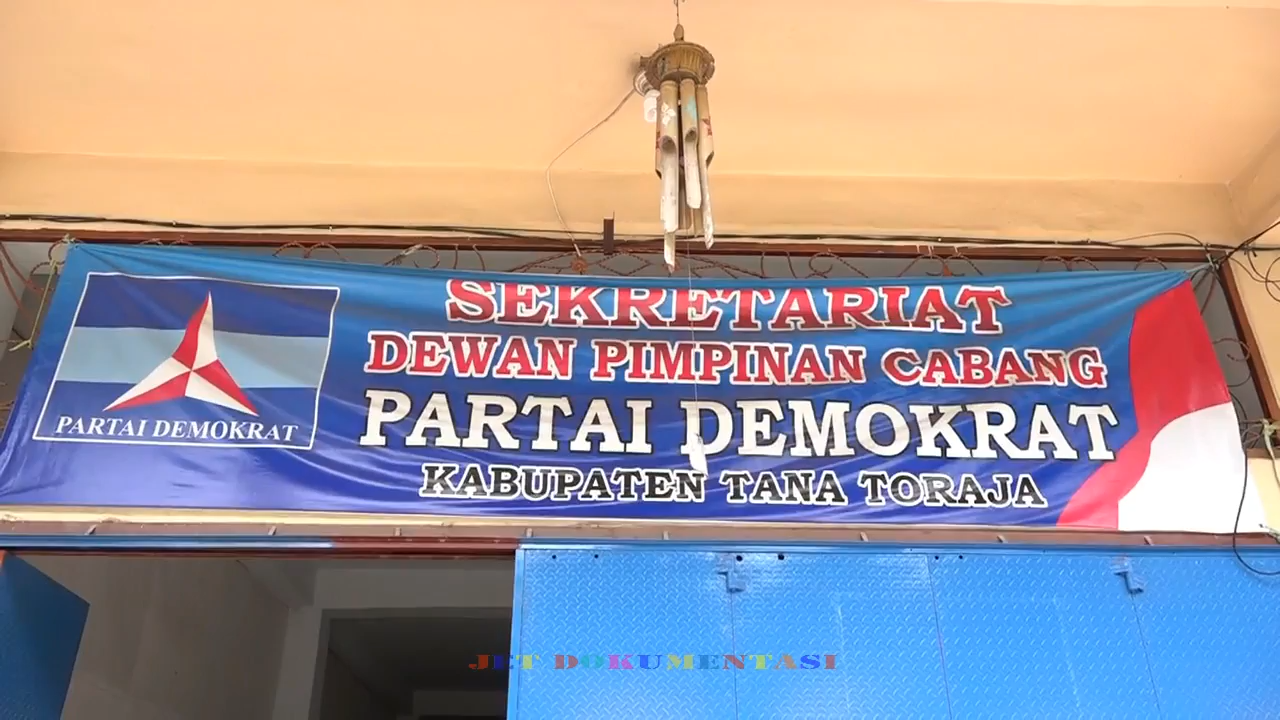 SEKRETARIAT
DEWAN PIMPINAN CABANG
PARTAI DEMOKRAT
KABUPATEN TANA TORAJA
PARTAI DEMOKRAT
JET DOKUMENTASI